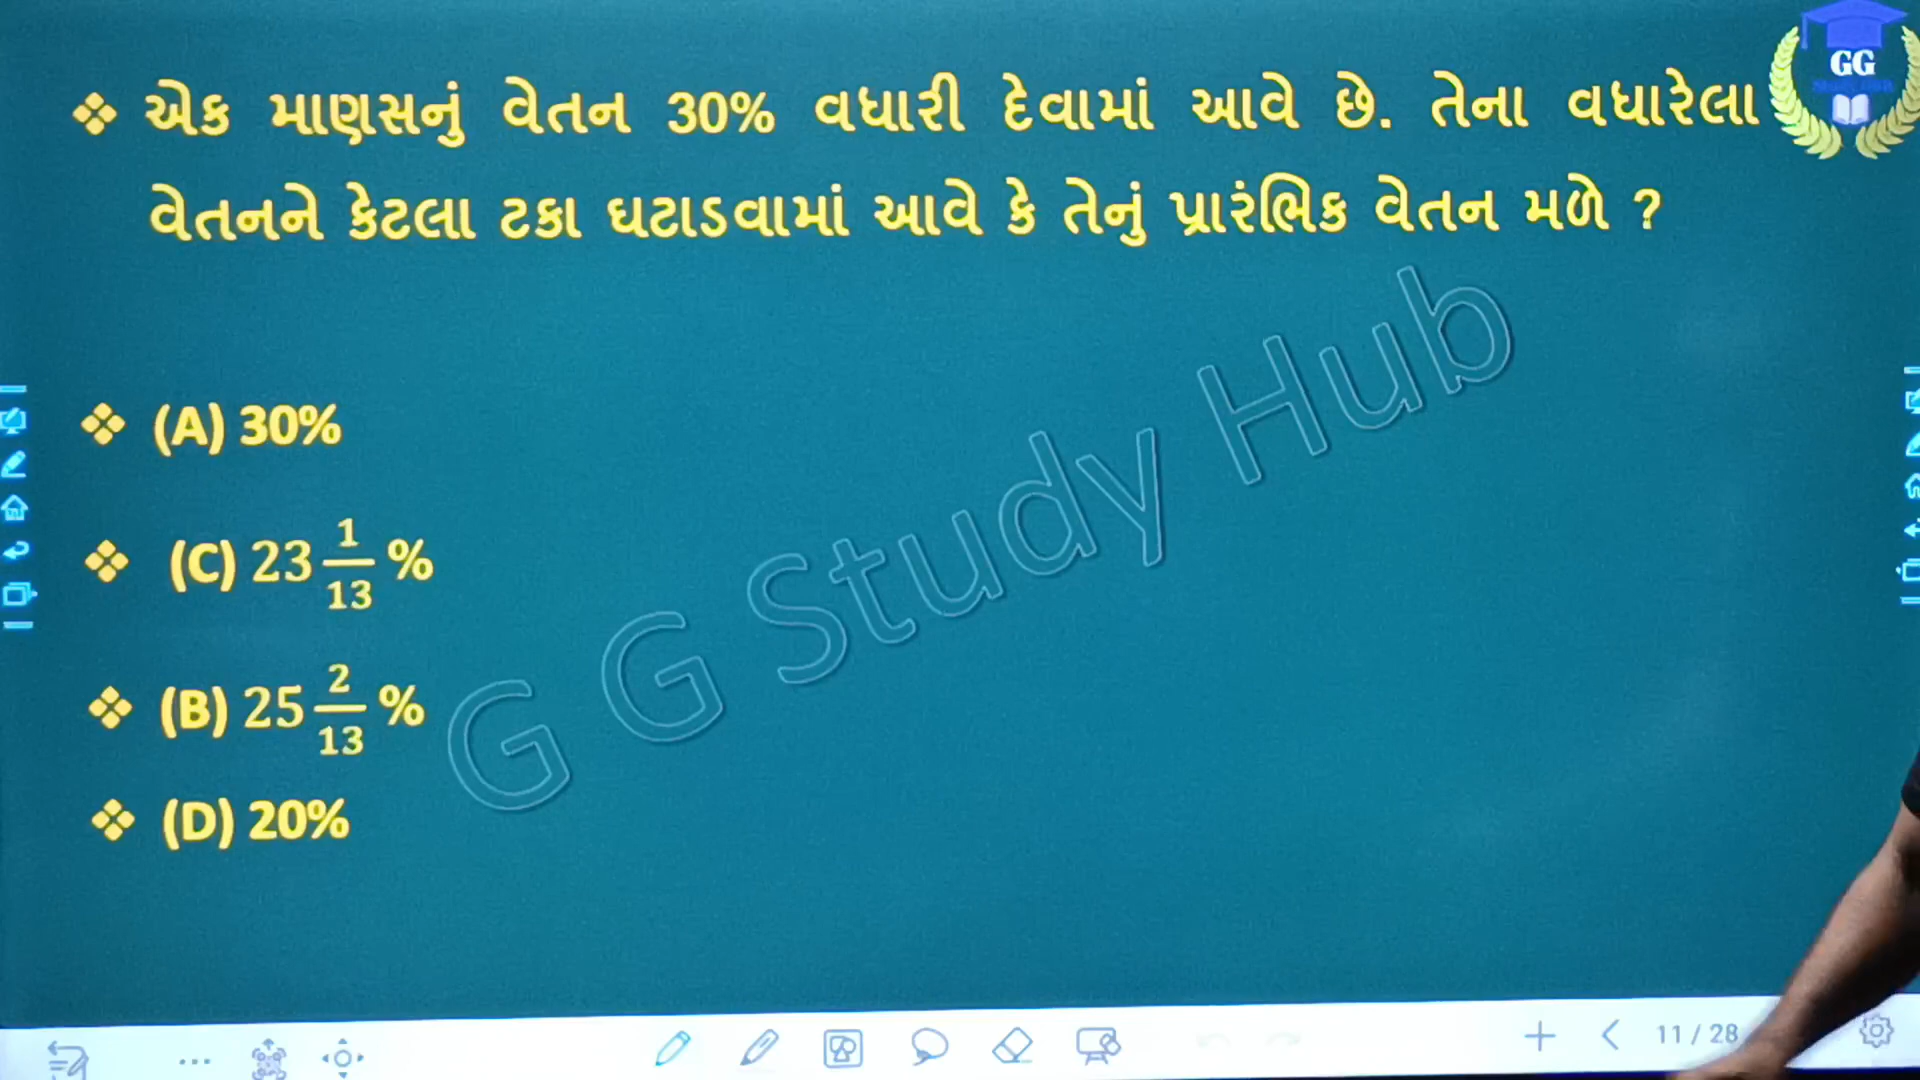 ❖ એક માણસનું વેતન 30% વધારી દેવામાં આવે છે. તેના વધારેલા
વેતનને કેટલા ટકા ઘટાડવામાં આવે કે તેનું પ્રારંભિક વેતન મળે ?
❖ (A) 30%
❖ (C) 23 1/13 %
❖ (B) 25 2/13 %
❖ (D) 20%
G G Study Hub
GG
11 / 28